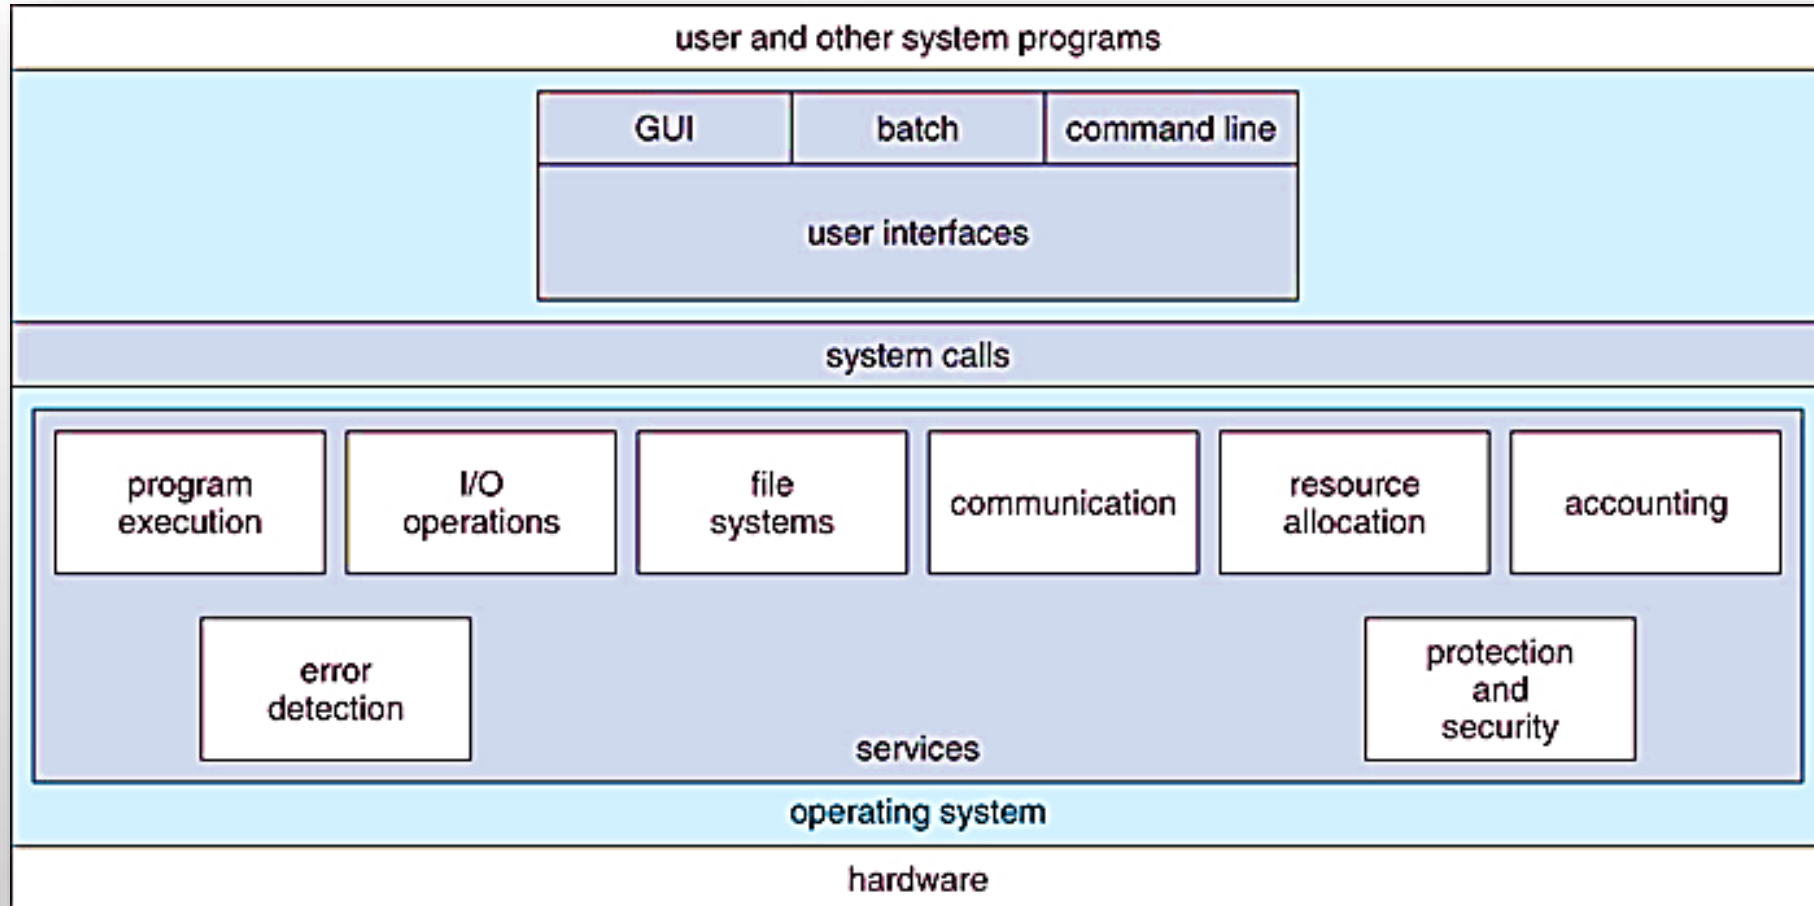 user and other system programs
GUI
batch
command line
user interfaces
system calls
program
execution
I/O
operations
file
systems
communication
resource
allocation
accounting
error
detection
protection
and
security
services
operating system
hardware